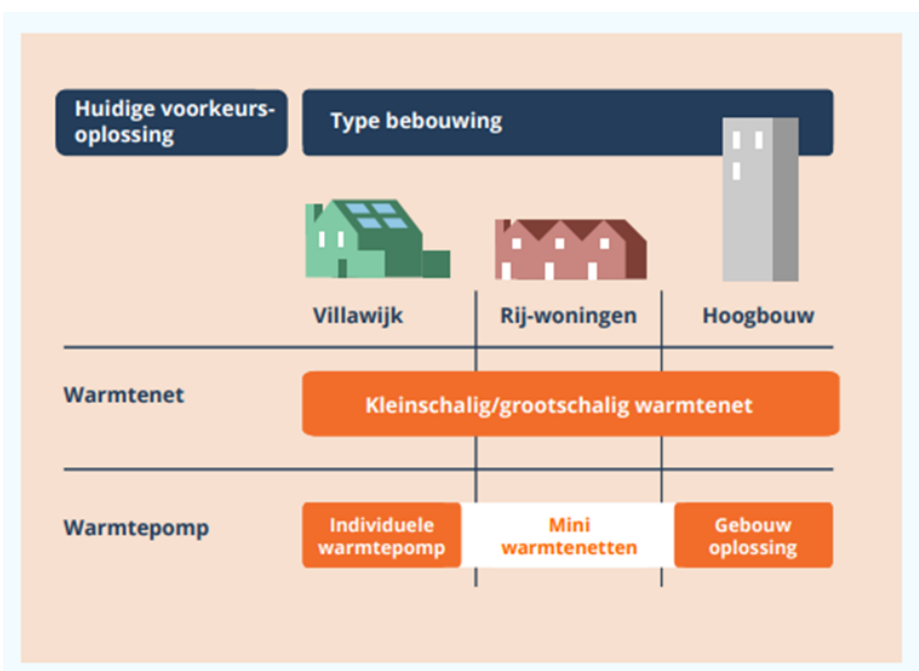 Huidige voorkeurs-
oplossing
Type bebouwing
Villawijk
Rij-woningen
Hoogbouw
Warmtenet
Kleinschalig/grootschalig warmtenet
Warmtepomp
Individuele
warmtepomp
Mini
warmtenetten
Gebouw
oplossing